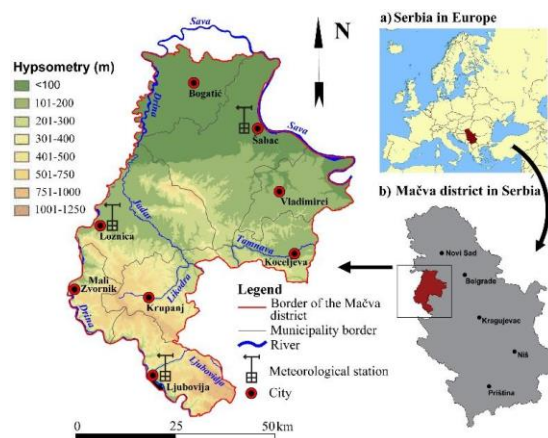 Sava
N
Hypsometry (m)
<100
101-200
201-300
301-400
401-500
501-750
751-1000
1001-1250
Bogatić
Drina
Šabac
Sava
Vladimirci
Jadar
Loznica
Tamnava
Koceljeva
Mali
Zvornik
Likodra
Krupanj
Drina
Ljubovidja
Ljubovija
Legend
Border of the Mačva
district
Municipality border
River
Meteorological station
City
0 25 50 km
a) Serbia in Europe
b) Mačva district in Serbia
Novi Sad
Belgrade
Kragujevac
Niš
Priština